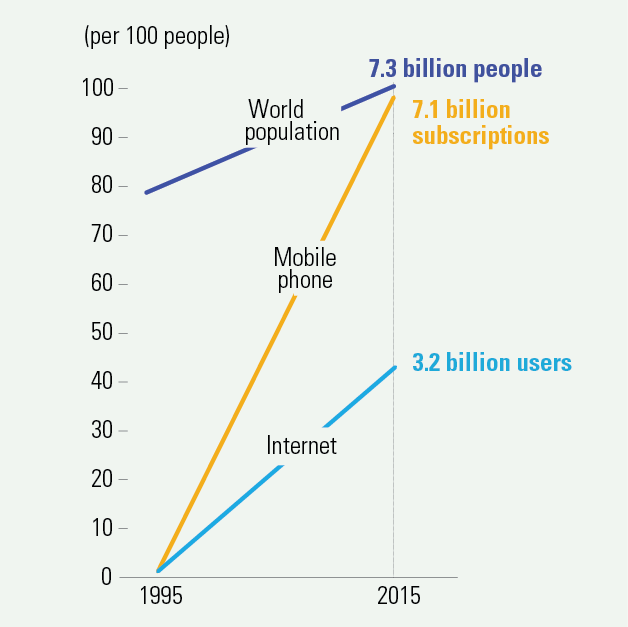 (per 100 people)
7.3 billion people
100
World
population
7.1 billion
subscriptions
90
80
70
Mobile
phone
60
50
40
3.2 billion users
30
Internet
20
10
0
1995
2015